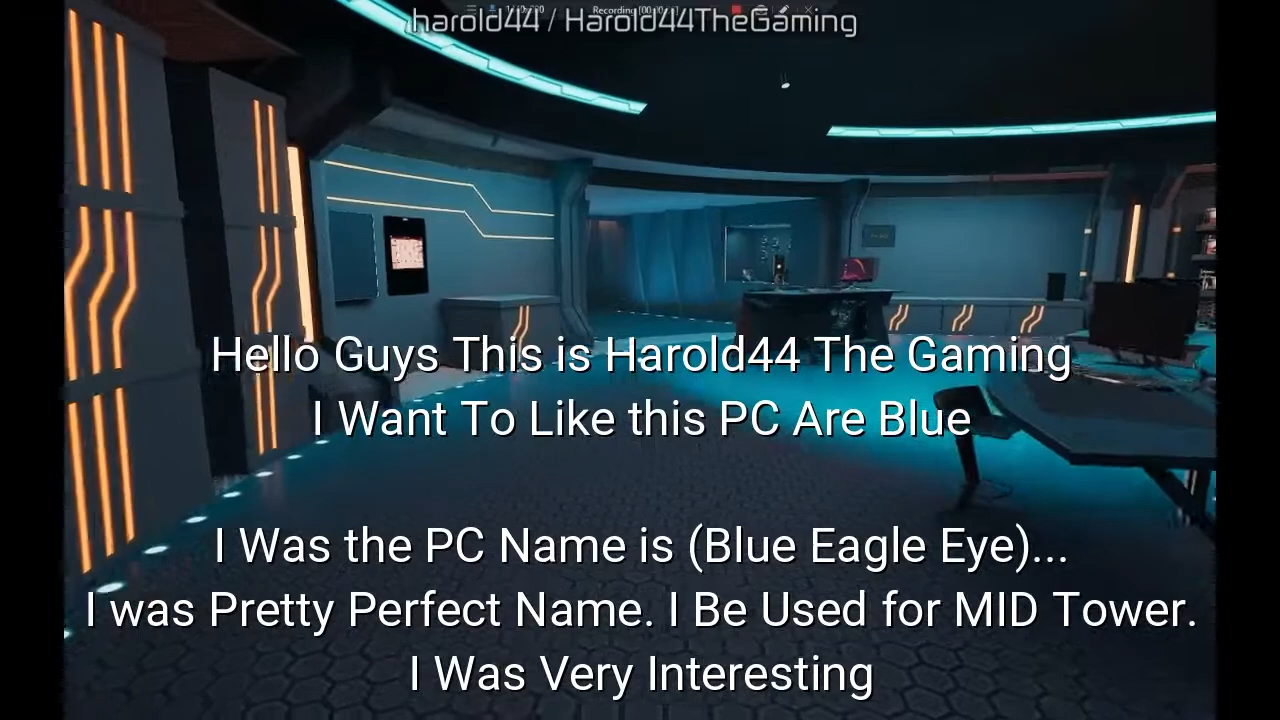 .harold44 / Harold44TheGaming
Hello Guys This is Harold44 The Gaming
I Want To Like this PC Are Blue
I Was the PC Name is (Blue Eagle Eye)...
I was Pretty Perfect Name. I Be Used for MID Tower.
I Was Very Interesting